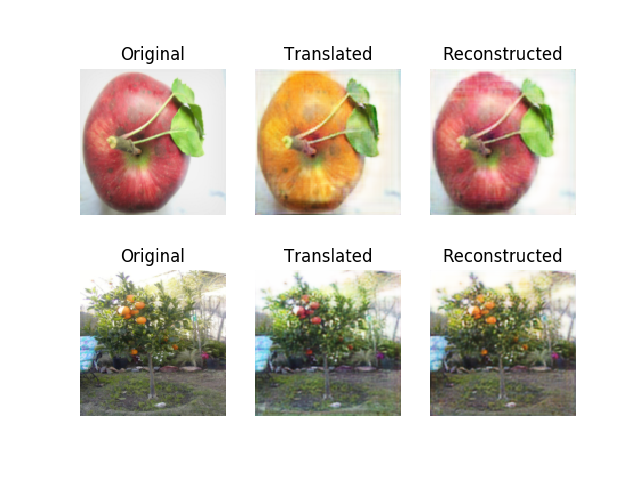 Original
Translated
Reconstructed
Original
Translated
Reconstructed